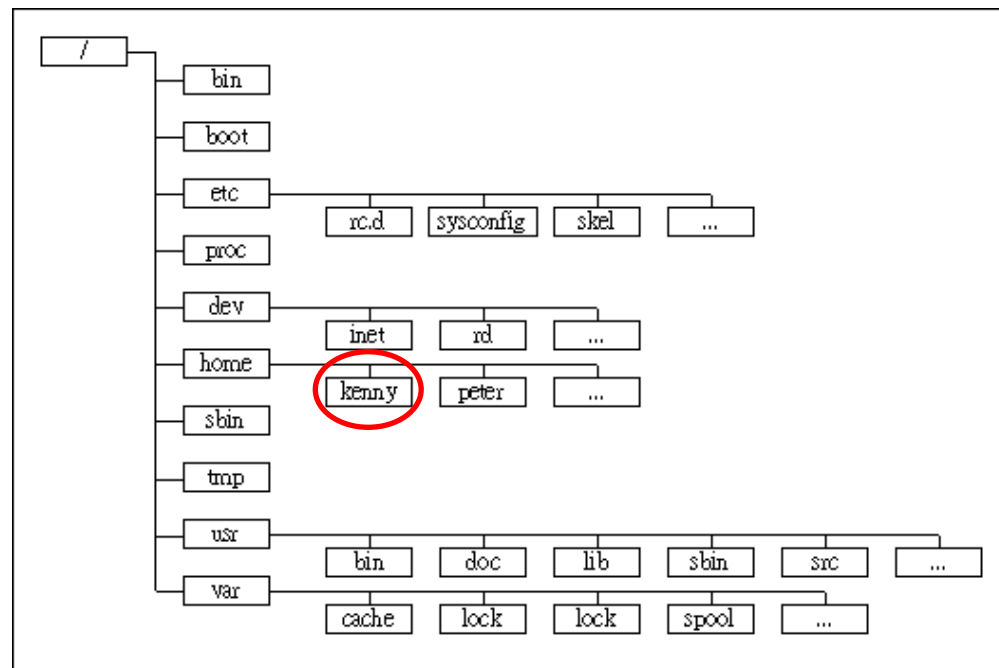 /
bin
boot
etc
rc.d sysconfig skel ...
proc
dev
inet rd ...
home
kenny peter ...
sbin
tmp
usr
bin doc lib sbin src ...
var
cache lock lock spool ...